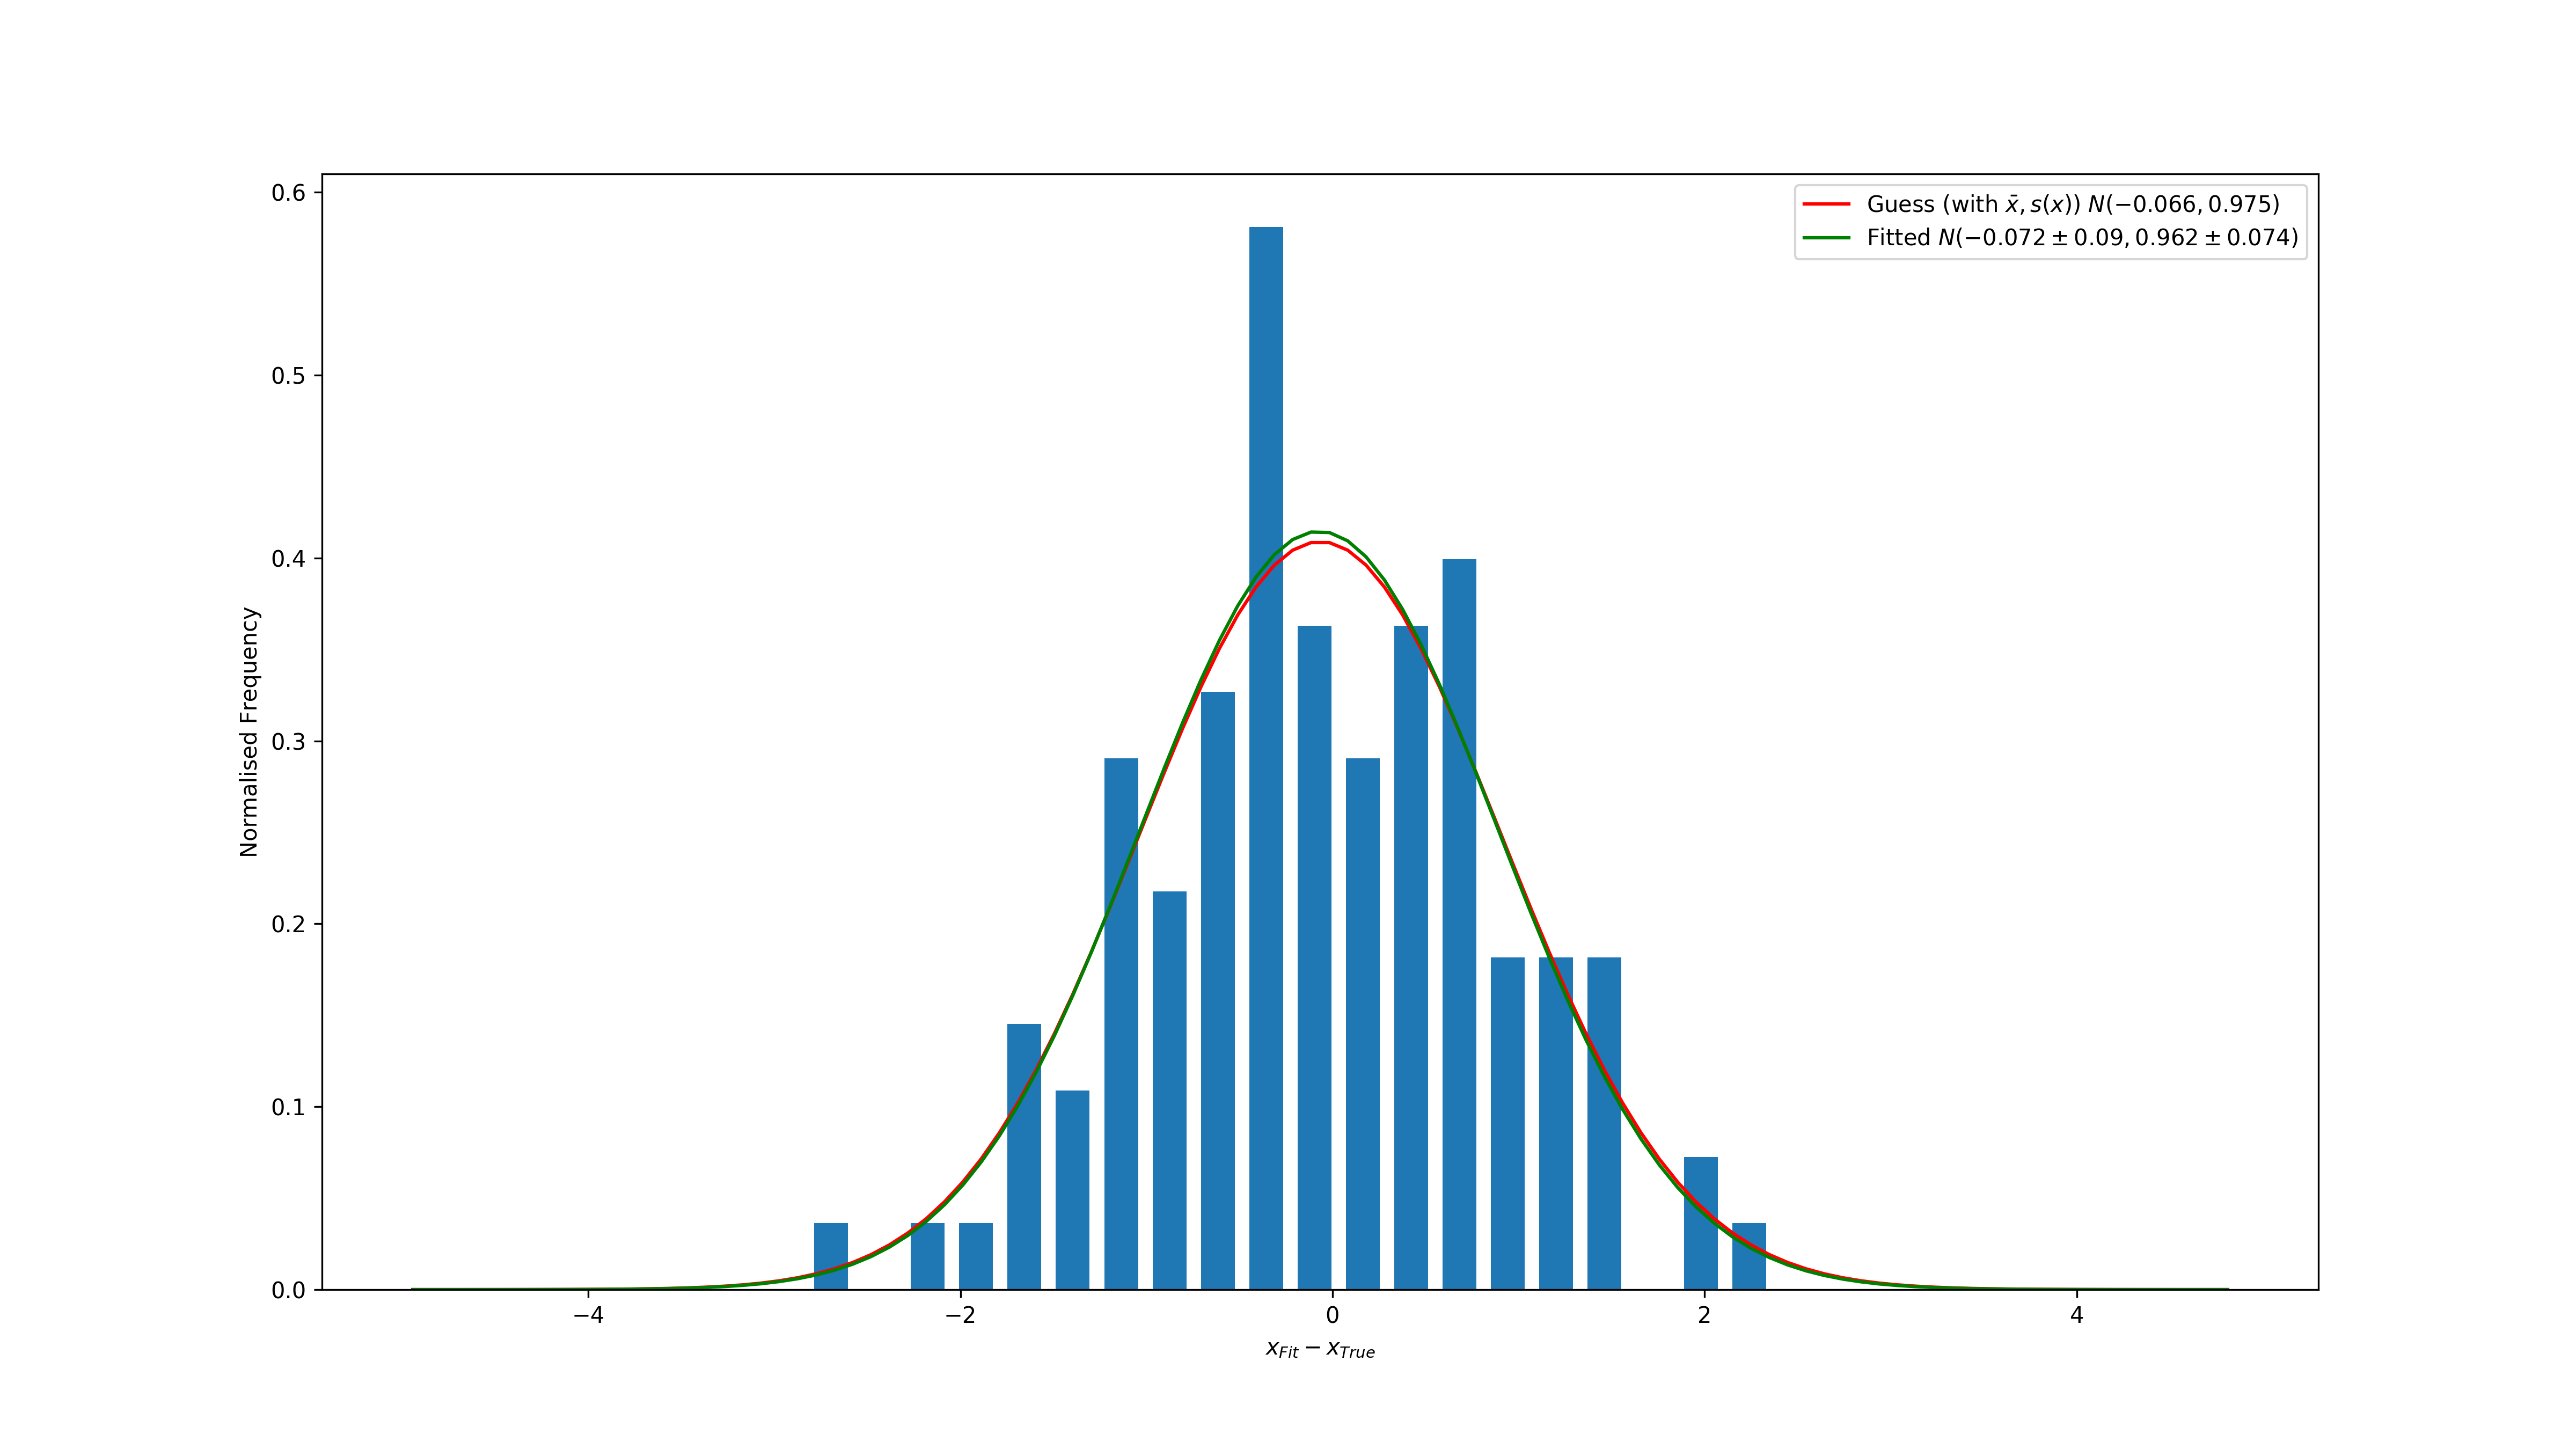 Guess (with x̄, s(x)) N(−0.066, 0.975)
Fitted N(−0.072 ± 0.09, 0.962 ± 0.074)
Normalised Frequency
0.6
0.5
0.4
0.3
0.2
0.1
0.0
−4 −2 0 2 4
x_Fit − x_True